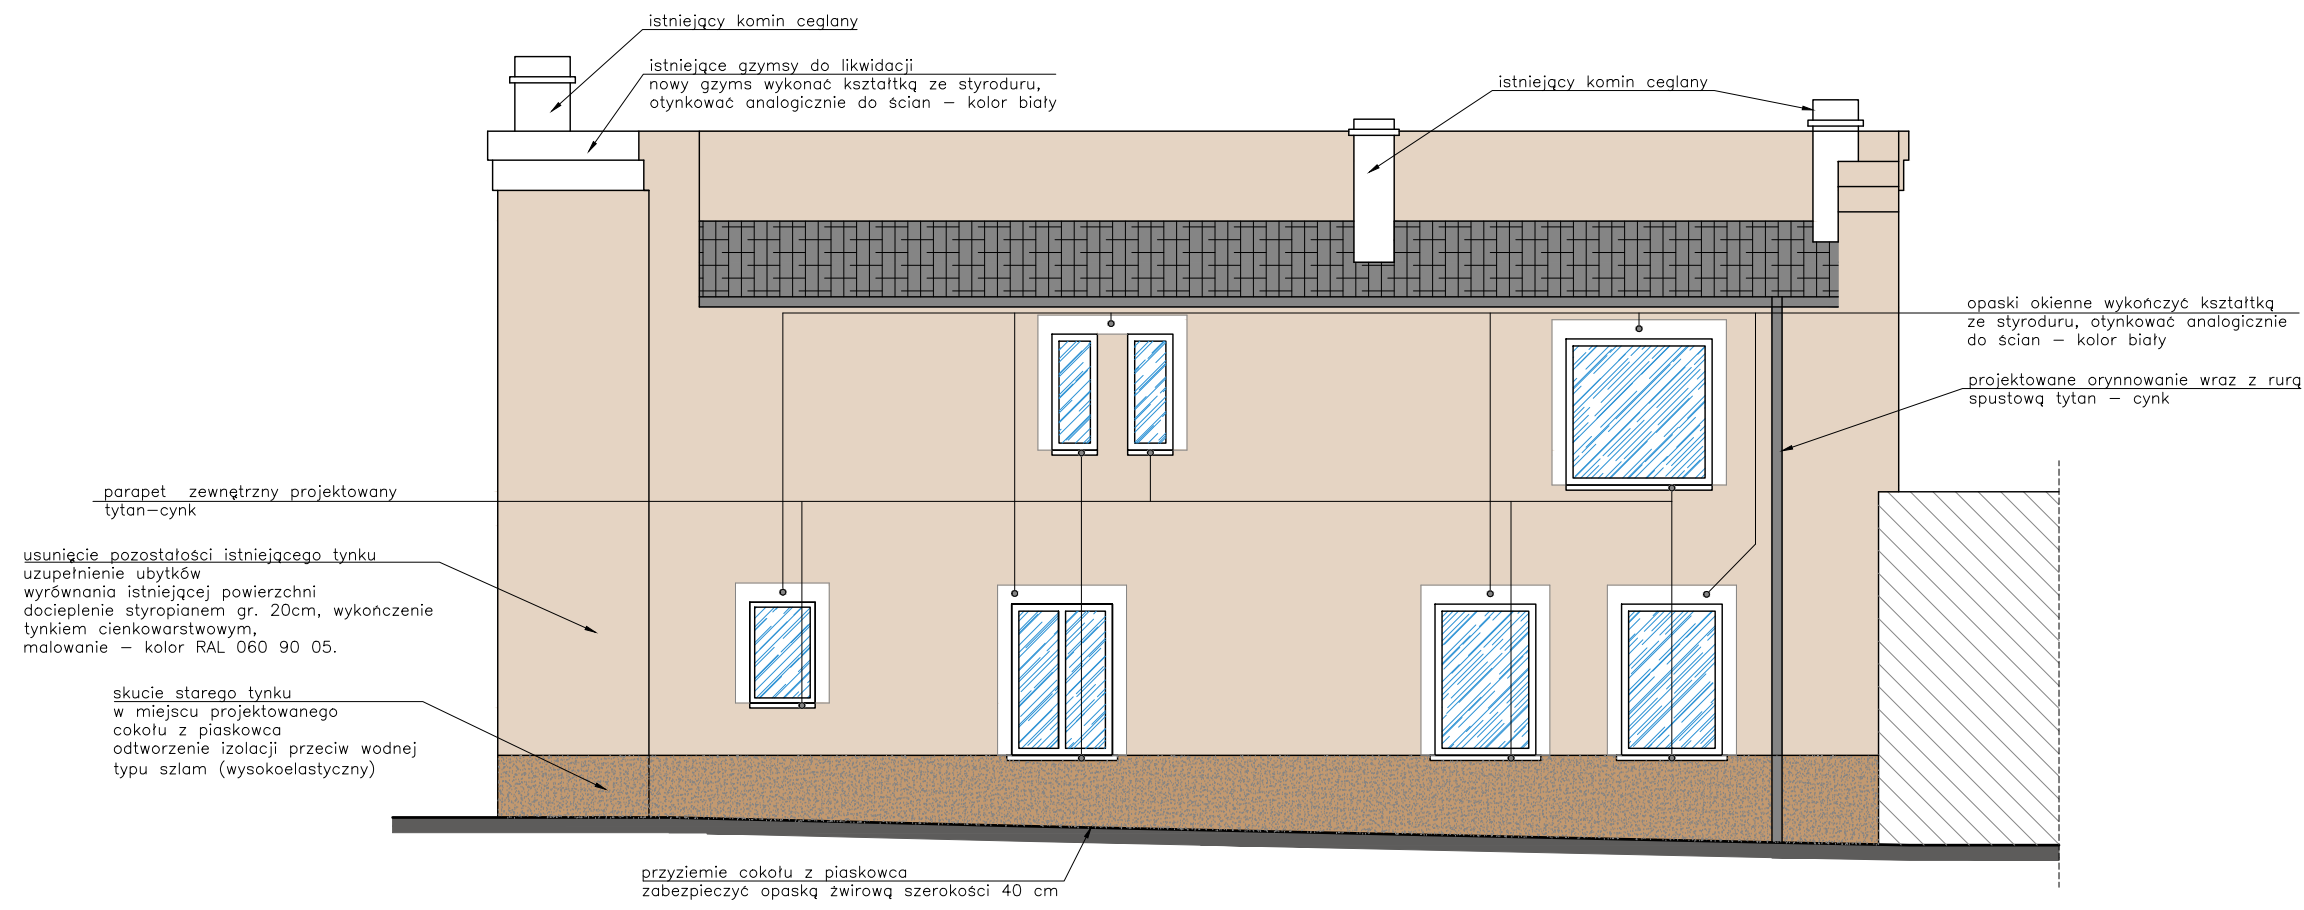 istniejący komin ceglany
istniejące gzymsy do likwidacji
nowy gzyms wykonać kształtką ze styroduru,
otynkować analogicznie do ścian – kolor biały
istniejący komin ceglany
opaski okienne wykończyć kształtką
ze styroduru, otynkować analogicznie
do ścian – kolor biały
projektowane orynnowanie wraz z rurą
spustową tytan – cynk
parapet zewnętrzny projektowany
tytan–cynk
usunięcie pozostałości istniejącego tynku
uzupełnienie ubytków
wyrównania istniejącej powierzchni
docieplenie styropianem gr. 20cm, wykończenie
tynkiem cienkowarstwowym,
malowanie – kolor RAL 060 90 05.
skucie starego tynku
w miejscu projektowanego
cokołu z piaskowca
odtworzenie izolacji przeciw wodnej
typu szlam (wysokoelastyczny)
przyziemie cokołu z piaskowca
zabezpieczyć opaską żwirową szerokości 40 cm